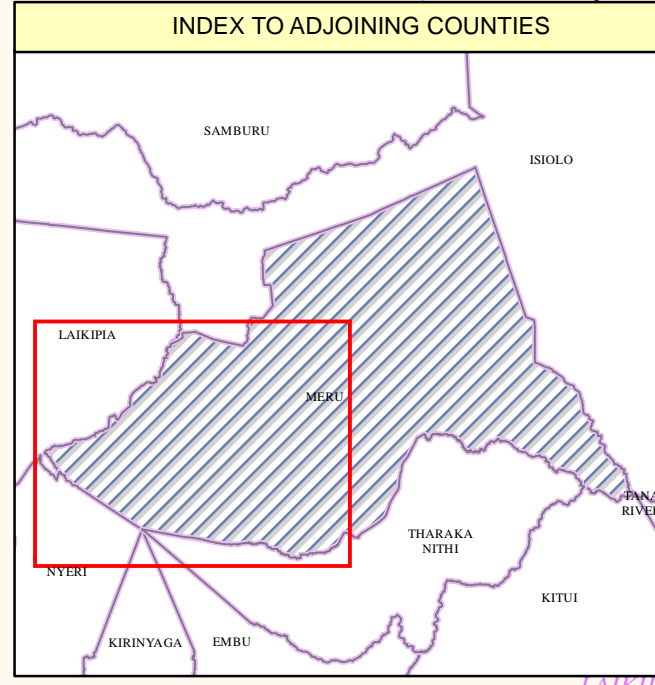 INDEX TO ADJOINING COUNTIES
SAMBURU
ISIOLO
LAIKIPIA
MERU
TANA
RIVER
THARAKA
NITHI
NYERI
KITUI
KIRINYAGA
EMBU